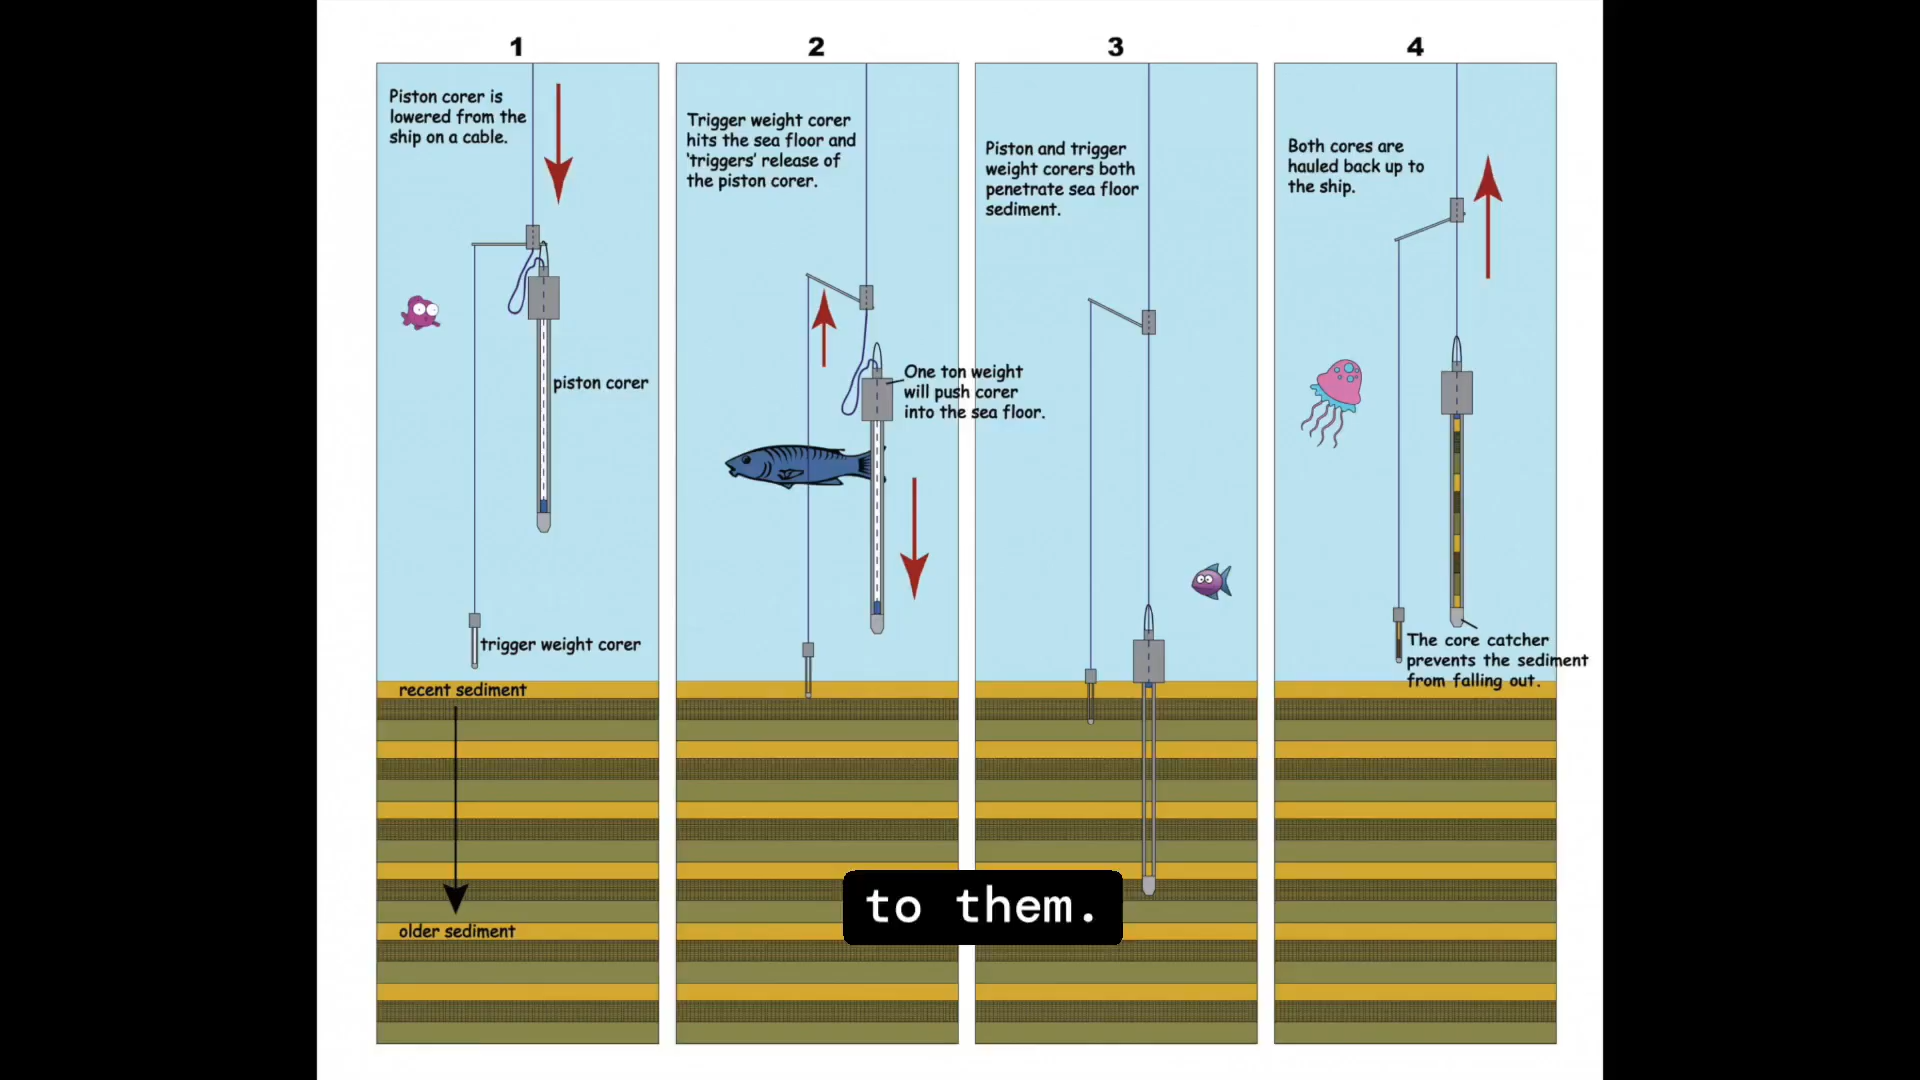 1
Piston corer is
lowered from the
ship on a cable.
piston corer
trigger weight corer
recent sediment
older sediment
2
Trigger weight corer
hits the sea floor and
'triggers' release of
the piston corer.
One ton weight
will push corer
into the sea floor.
3
Piston and trigger
weight corers both
penetrate sea floor
sediment.
4
Both cores are
hauled back up to
the ship.
The core catcher
prevents the sediment
from falling out.
to them.